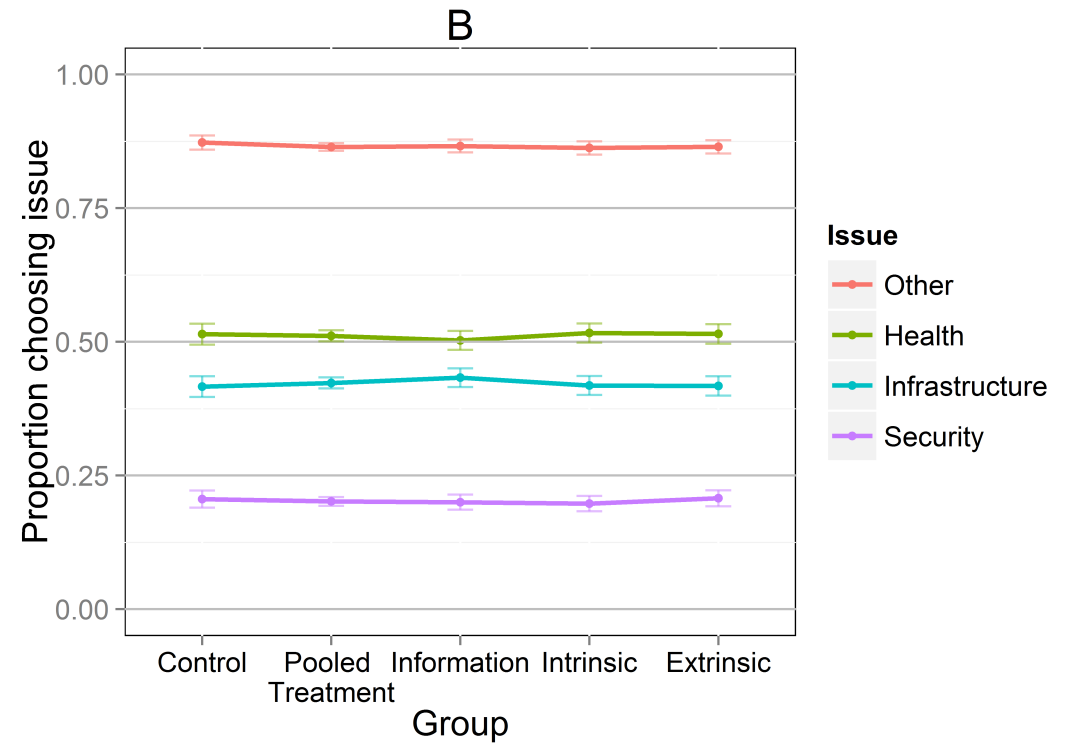 B
Proportion choosing issue
1.00
0.75
0.50
0.25
0.00
Control
Pooled
Treatment
Information
Intrinsic
Extrinsic
Group
Issue
Other
Health
Infrastructure
Security